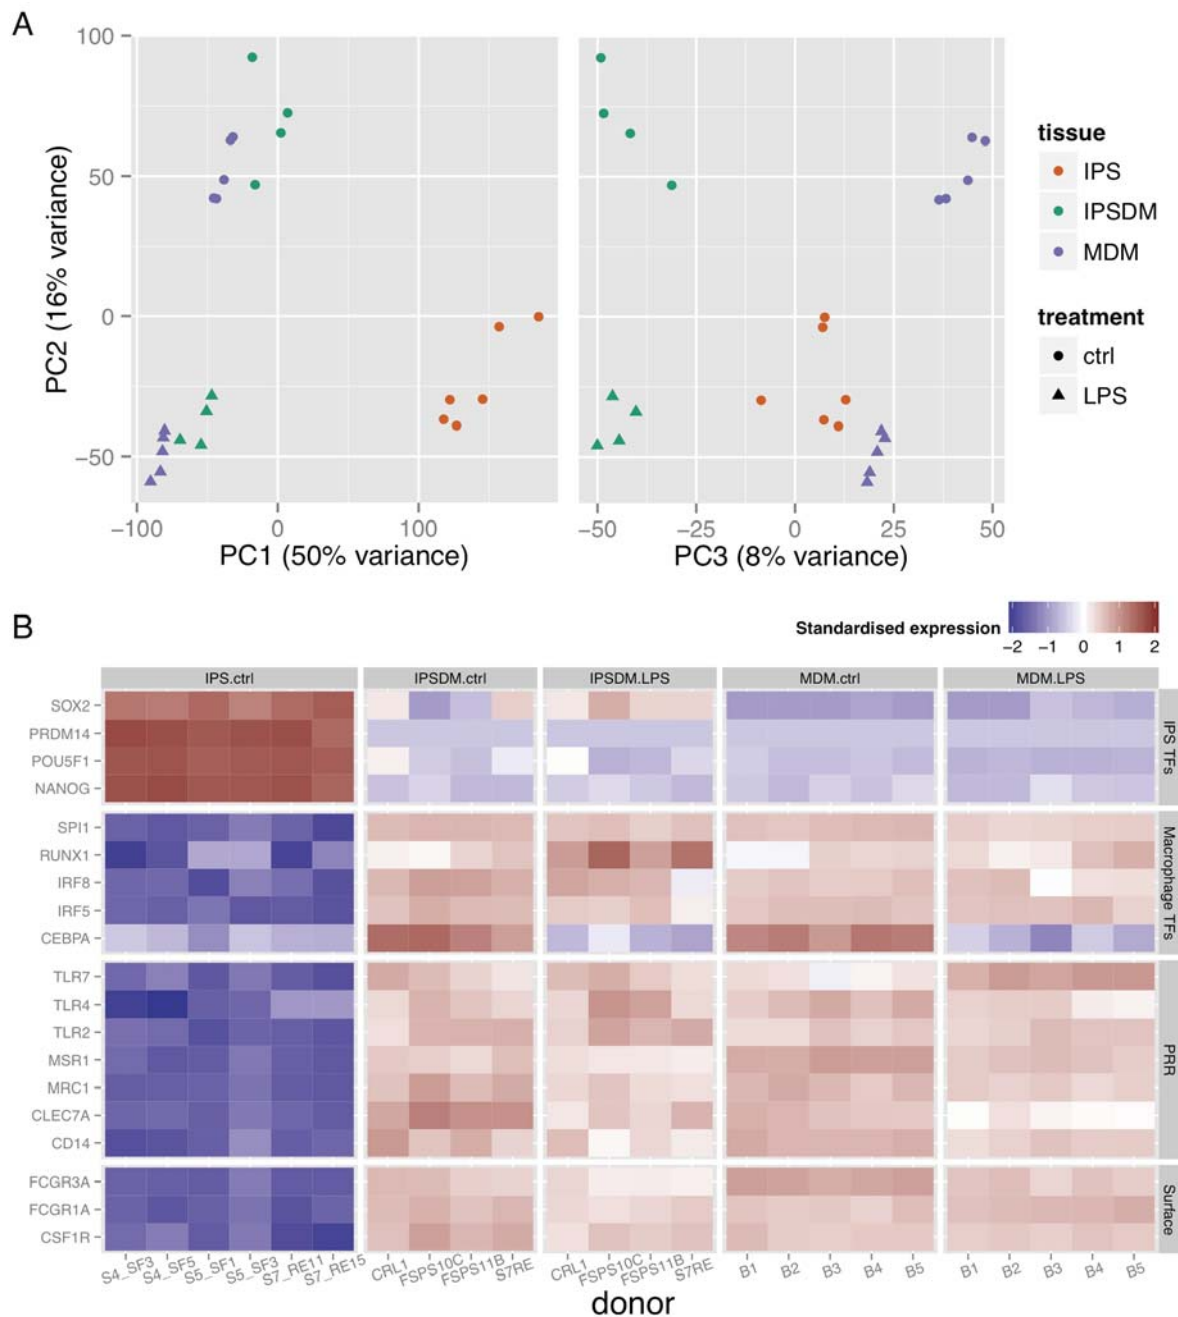 A
100
50
0
−50
PC2 (16% variance)
−100 0 100
PC1 (50% variance)
−50 −25 0 25 50
PC3 (8% variance)
tissue
IPS
IPSDM
MDM
treatment
ctrl
LPS
B
Standardised expression
−2 −1 0 1 2
IPS.ctrl IPSDM.ctrl IPSDM.LPS MDM.ctrl MDM.LPS
SOX2
PRDM14
POU5F1
NANOG
IPS TFs
SPI1
RUNX1
IRF8
IRF5
CEBPA
Macrophage TFs
TLR7
TLR4
TLR2
MSR1
MRC1
CLEC7A
CD14
PRR
FCGR3A
FCGR1A
CSF1R
Surface
S4_SF3 S4_SF5 S5_SF1 S5_SF3 S7_RE11 S7_RE15 CRL1 FSPS10C FSPS11B S7RE CRL1 FSPS10C FSPS11B S7RE B1 B2 B3 B4 B5 B1 B2 B3 B4 B5
donor